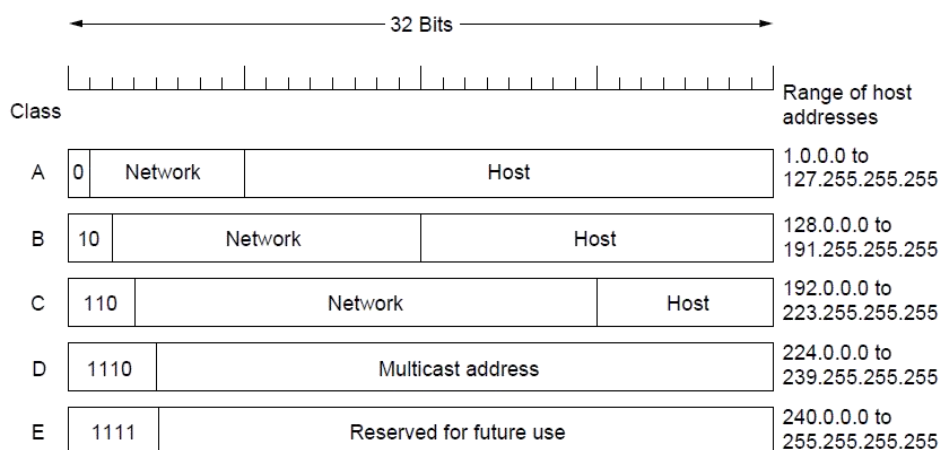 32 Bits
Class
Range of host
addresses
A
0
Network
Host
1.0.0.0 to
127.255.255.255
B
10
Network
Host
128.0.0.0 to
191.255.255.255
C
110
Network
Host
192.0.0.0 to
223.255.255.255
D
1110
Multicast address
224.0.0.0 to
239.255.255.255
E
1111
Reserved for future use
240.0.0.0 to
255.255.255.255